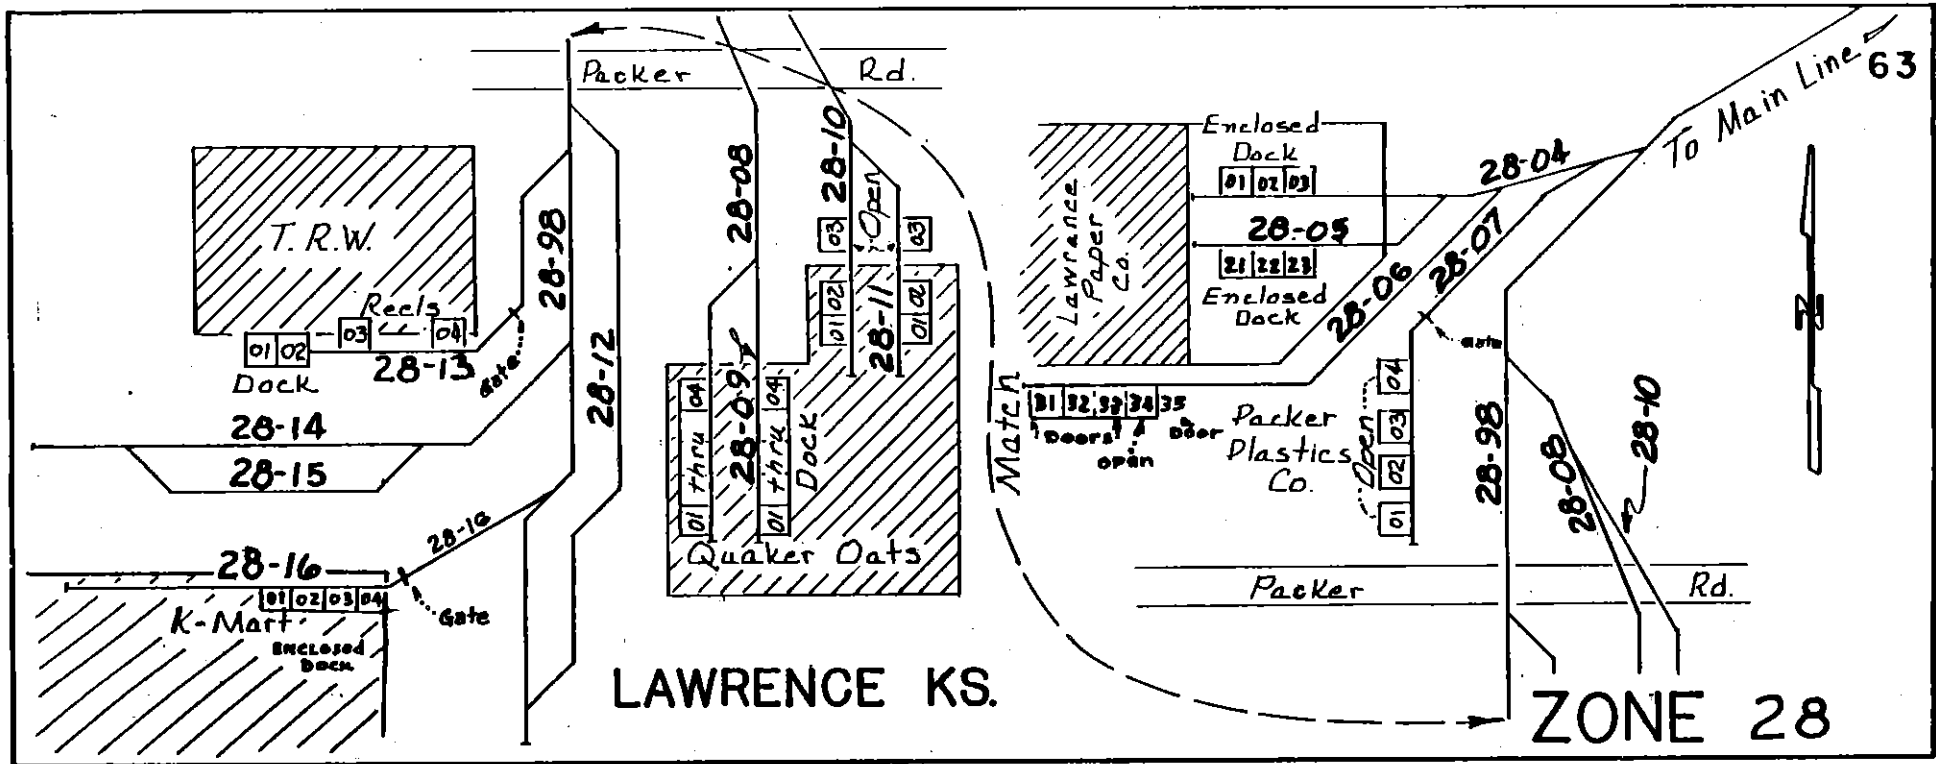 Packer Rd.
To Main Line
63
T.R.W.
Reels
01 02
03
04
Dock
28-13
Gate
28-98
28-12
28-14
28-15
28-16
28-16
01 02 03 04
Gate
K-Mart
ENCLOSED
DOCK
28-08
28-10
Open
03
03
01 02
01 02
28-11
28-09
01 thru 04
01 thru 04
Dock
Quaker Oats
Match
Lawrance
Paper
Co.
Enclosed
Dock
01 02 03
28-04
28-05
21 22 23
Enclosed
Dock
28-06
28-07
Gate
31 32 33 34 35
Doors
open
Door
Packer
Plastics
Co.
Open
04
03
02
01
28-98
28-08
28-10
Packer Rd.
N
LAWRENCE KS.
ZONE 28